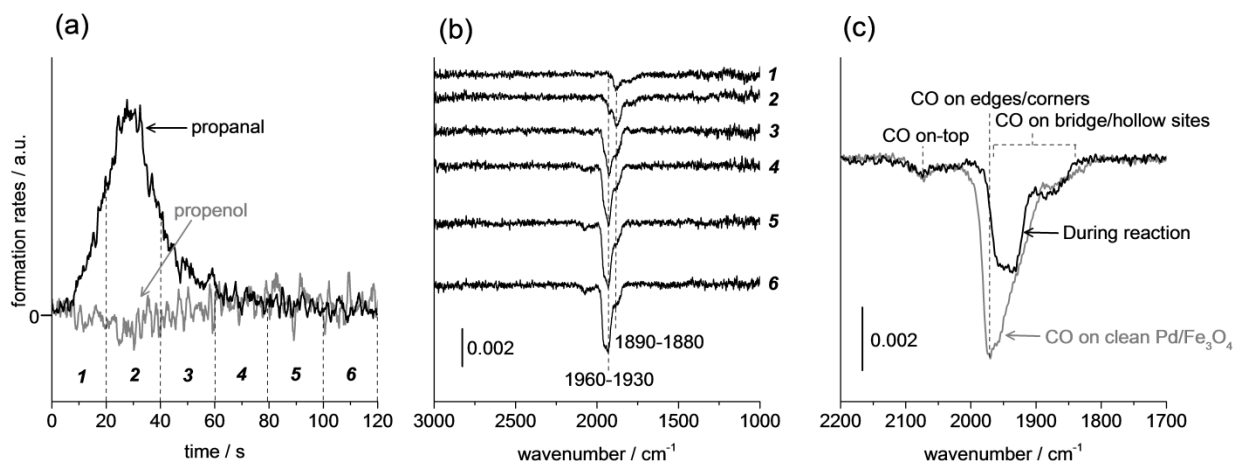 (a)
propanal
propenol
formation rates / a.u.
0
1 2 3 4 5 6
0 20 40 60 80 100 120
time / s
(b)
1
2
3
4
5
6
0.002
1890-1880
1960-1930
3000 2500 2000 1500 1000
wavenumber / cm⁻¹
(c)
CO on edges/corners
CO on bridge/hollow sites
CO on-top
During reaction
0.002
CO on clean Pd/Fe₃O₄
2200 2100 2000 1900 1800 1700
wavenumber / cm⁻¹